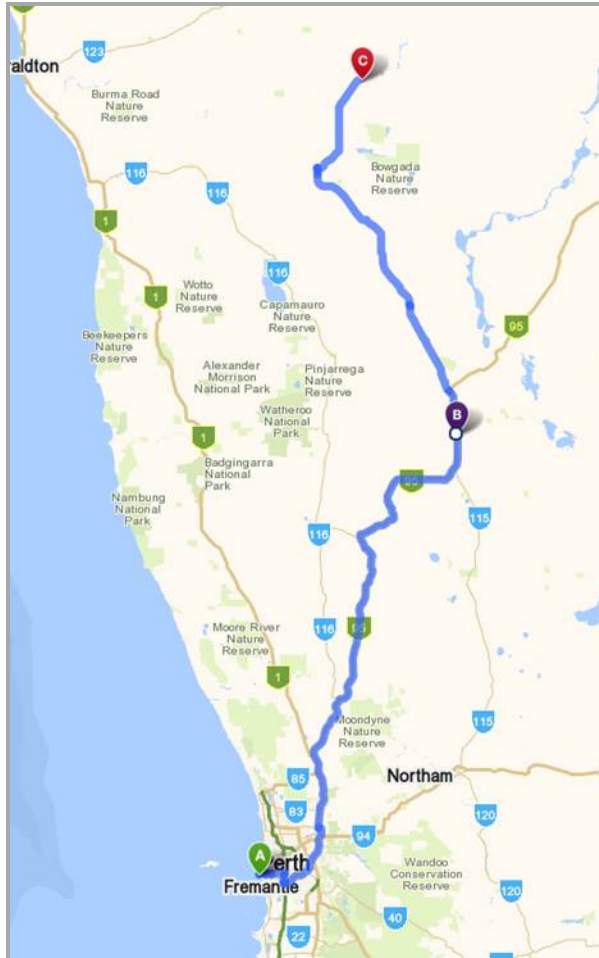 123
aldton
C
Burma Road
Nature
Reserve
116
Bowgada
Nature
Reserve
116
1
116
Wotto
Nature
Reserve
1
Capamauro
Nature
Reserve
95
Beekeepers
Nature
Reserve
Alexander
Morrison
National Park
Pinjarrega
Nature
Reserve
Watheroo
National
Park
B
1
Badgingarra
National
Park
95
Nambung
National
Park
115
116
Moore River
Nature
Reserve
95
1
Moondyne
Nature
Reserve
115
85
Northam
83
120
94
A
erth
Fremantle
Wandoo
Conservation
Reserve
120
40
22